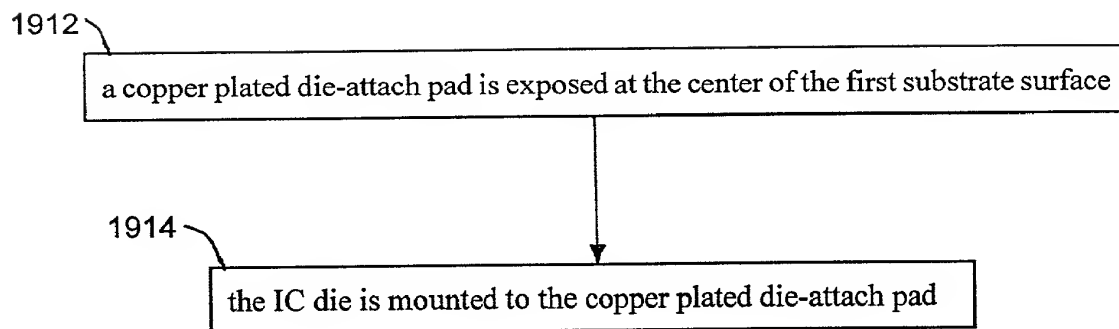 1912
a copper plated die-attach pad is exposed at the center of the first substrate surface
1914
the IC die is mounted to the copper plated die-attach pad